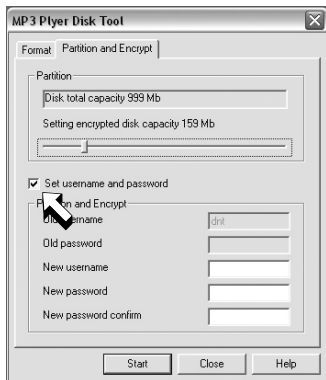 MP3 Plyer Disk Tool
Format Partition and Encrypt
Partition
Disk total capacity 999 Mb
Setting encrypted disk capacity 159 Mb
Set username and password
and Encrypt
dnt
Old password
New username
New password
New password confirm
Start Close Help